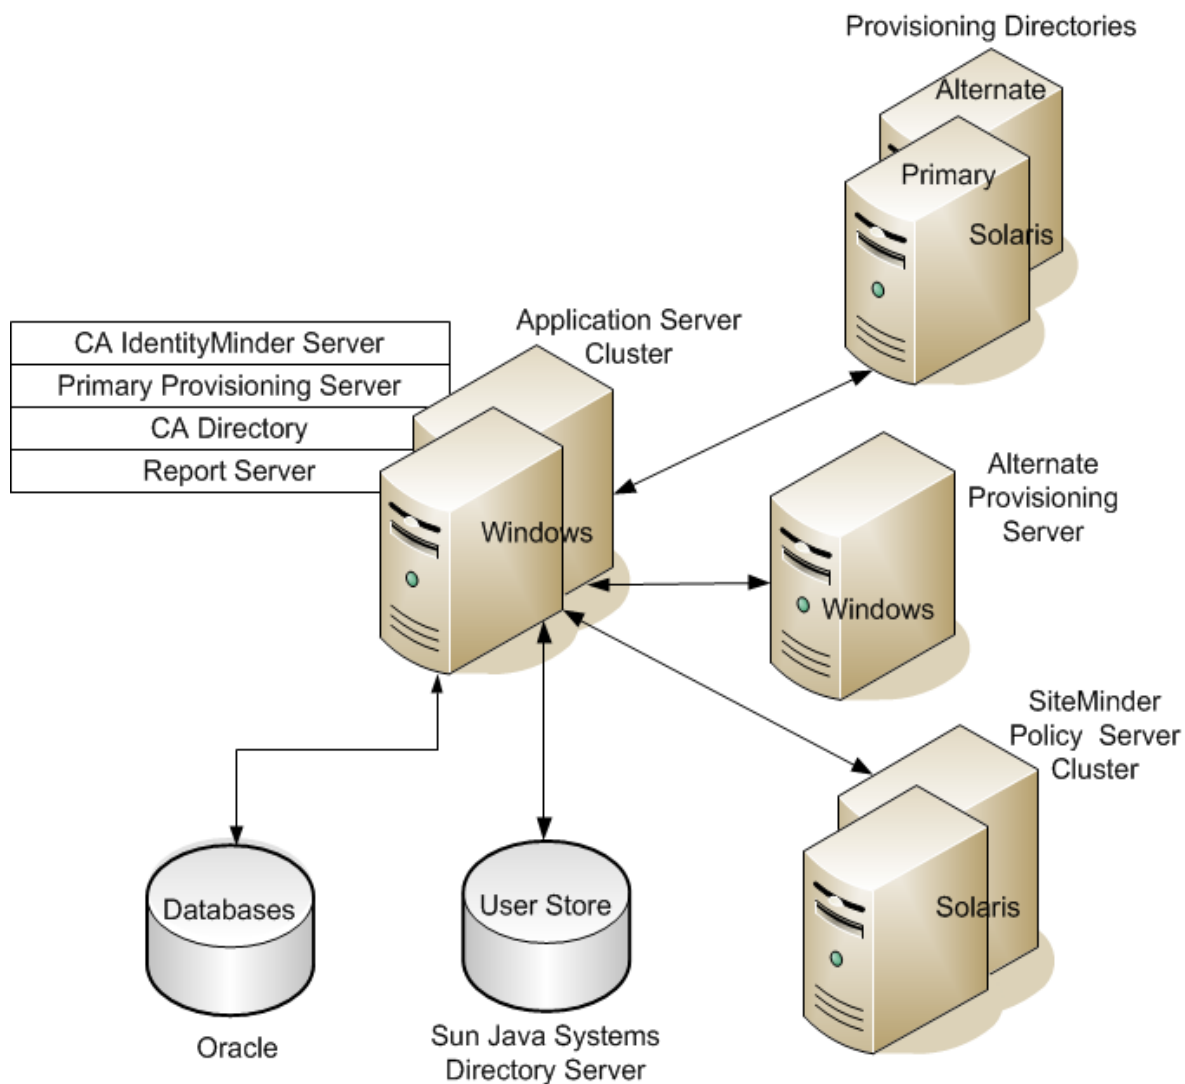 Provisioning Directories
Alternate
Primary
Solaris
Application Server
Cluster
CA IdentityMinder Server
Primary Provisioning Server
CA Directory
Report Server
Windows
Alternate
Provisioning
Server
Windows
SiteMinder
Policy Server
Cluster
Solaris
Databases
Oracle
User Store
Sun Java Systems
Directory Server